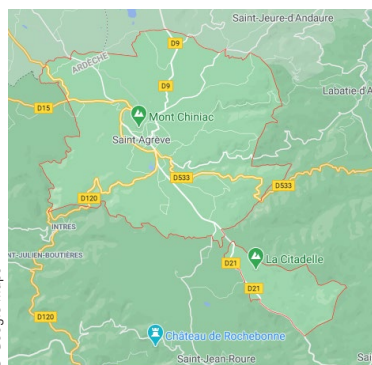 Saint-Jeure-d'Andaure
D9
ARDÈCHE
D9
Labatie-d'A
D15
Mont Chiniac
Saint-Agrève
D533
D533
D120
INTRES
La Citadelle
D21
-JULIEN-BOUTIÈRES
D21
D120
Château de Rochebonne
Saint-Jean-Roure
Sai